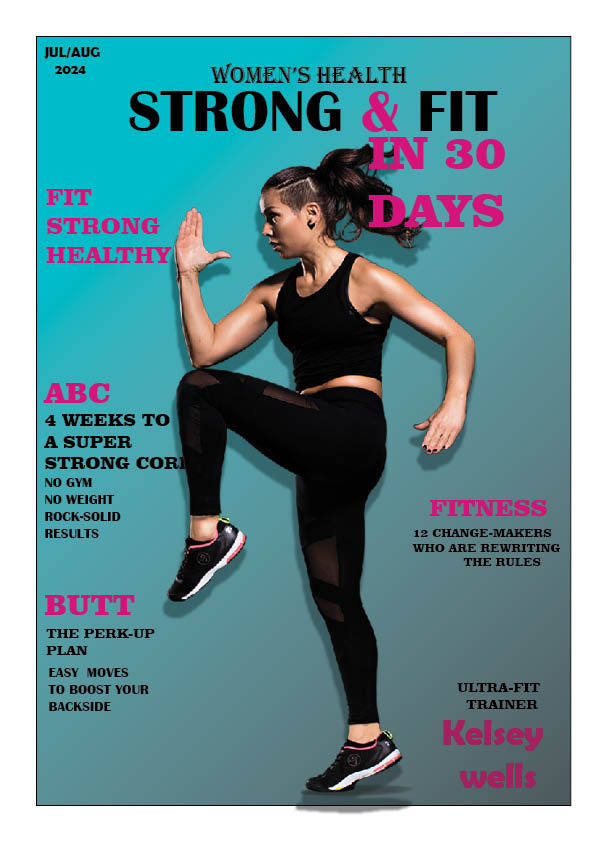 JUL/AUG
2024
WOMEN'S HEALTH
STRONG & FIT
IN 30
DAYS
FIT
STRONG
HEALTHY
ABC
4 WEEKS TO
A SUPER
STRONG CORE
NO GYM
NO WEIGHT
ROCK-SOLID
RESULTS
FITNESS
12 CHANGE-MAKERS
WHO ARE REWRITING
THE RULES
BUTT
THE PERK-UP
PLAN
EASY MOVES
TO BOOST YOUR
BACKSIDE
ULTRA-FIT
TRAINER
Kelsey
wells